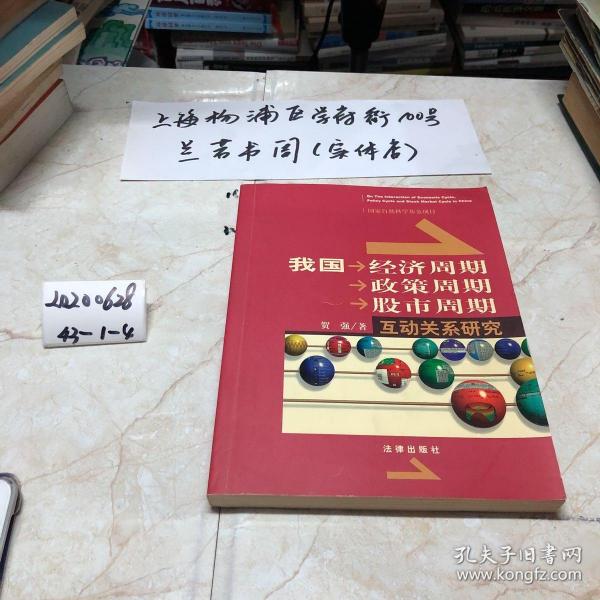 上海杨浦区学府街100号
兰花书阁(实体店)
20200628
43-1-4
On The Interaction of Economic Cycle,
Policy Cycle and Stock Market Cycle in China
国家自然科学基金项目
我国→经济周期
→政策周期
→股市周期
贺 强/著
互动关系研究
法律出版社
孔夫子旧书网
www.kongfz.com